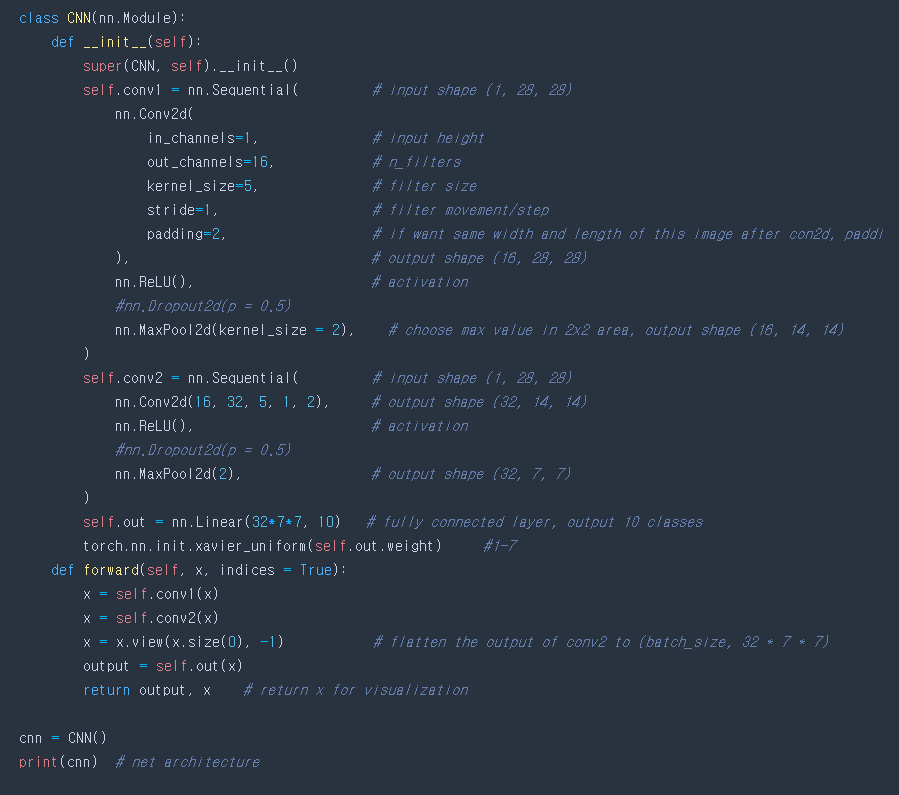 class CNN(nn.Module):
    def __init__(self):
        super(CNN, self).__init__()
        self.conv1 = nn.Sequential(         # input shape (1, 28, 28)
            nn.Conv2d(
                in_channels=1,              # input height
                out_channels=16,            # n_filters
                kernel_size=5,              # filter size
                stride=1,                   # filter movement/step
                padding=2,                  # if want same width and length of this image after con2d, paddi
            ),                              # output shape (16, 28, 28)
            nn.ReLU(),                      # activation
            #nn.Dropout2d(p = 0.5)
            nn.MaxPool2d(kernel_size = 2),    # choose max value in 2x2 area, output shape (16, 14, 14)
        )
        self.conv2 = nn.Sequential(         # input shape (1, 28, 28)
            nn.Conv2d(16, 32, 5, 1, 2),     # output shape (32, 14, 14)
            nn.ReLU(),                      # activation
            #nn.Dropout2d(p = 0.5)
            nn.MaxPool2d(2),                # output shape (32, 7, 7)
        )
        self.out = nn.Linear(32*7*7, 10)   # fully connected layer, output 10 classes
        torch.nn.init.xavier_uniform(self.out.weight)     #1-7
    def forward(self, x, indices = True):
        x = self.conv1(x)
        x = self.conv2(x)
        x = x.view(x.size(0), -1)           # flatten the output of conv2 to (batch_size, 32 * 7 * 7)
        output = self.out(x)
        return output, x    # return x for visualization

cnn = CNN()
print(cnn)  # net architecture